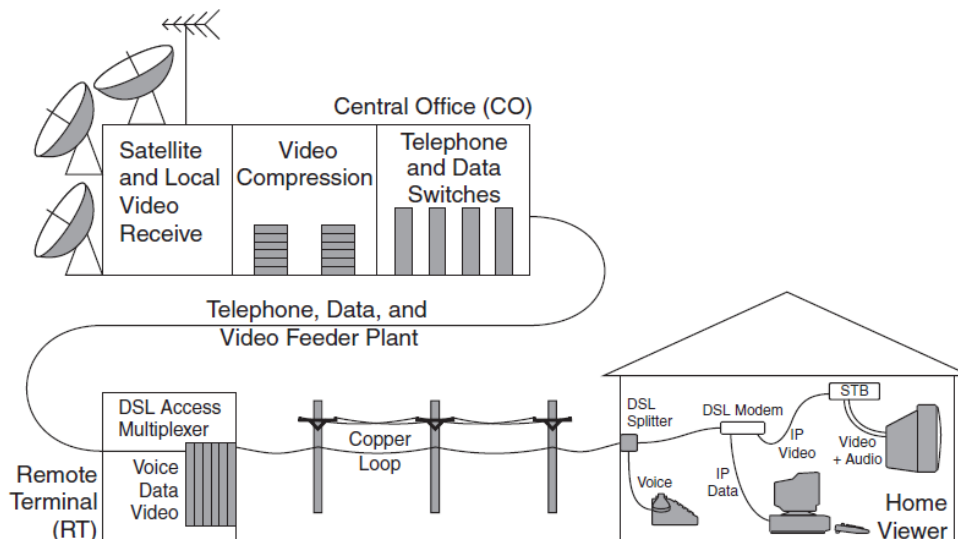 Central Office (CO)
Satellite
and Local
Video
Receive
Video
Compression
Telephone
and Data
Switches
Telephone, Data, and
Video Feeder Plant
DSL Access
Multiplexer
Voice
Data
Video
Remote
Terminal
(RT)
Copper
Loop
DSL
Splitter
DSL Modem
STB
IP
Video
Video
+ Audio
Voice
IP
Data
Home
Viewer